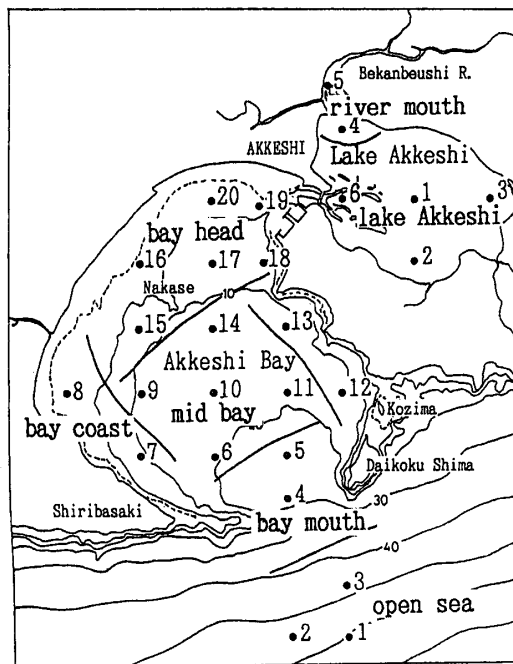 5
Bekanbeushi R.
river mouth
4
AKKESHI
Lake Akkeshi
20
19
6
1
3
lake Akkeshi
bay head
16
17
18
2
Nakase
10
15
14
13
Akkeshi Bay
8
9
10
11
12
mid bay
Kozima
bay coast
7
6
5
Daikoku Shima
4
30
Shiribasaki
bay mouth
40
3
open sea
2
1